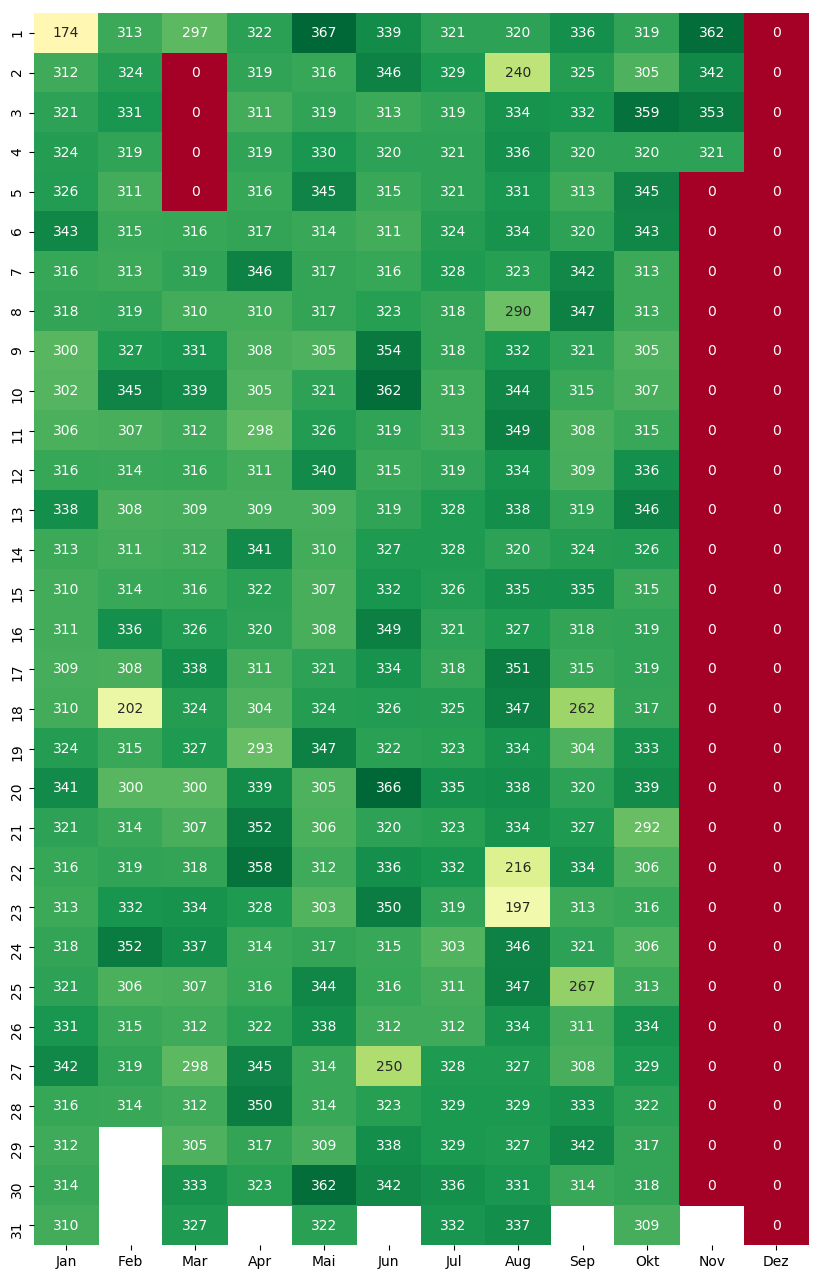 1 174 313 297 322 367 339 321 320 336 319 362 0
2 312 324 0 319 316 346 329 240 325 305 342 0
3 321 331 0 311 319 313 319 334 332 359 353 0
4 324 319 0 319 330 320 321 336 320 320 321 0
5 326 311 0 316 345 315 321 331 313 345 0 0
6 343 315 316 317 314 311 324 334 320 343 0 0
7 316 313 319 346 317 316 328 323 342 313 0 0
8 318 319 310 310 317 323 318 290 347 313 0 0
9 300 327 331 308 305 354 318 332 321 305 0 0
10 302 345 339 305 321 362 313 344 315 307 0 0
11 306 307 312 298 326 319 313 349 308 315 0 0
12 316 314 316 311 340 315 319 334 309 336 0 0
13 338 308 309 309 309 319 328 338 319 346 0 0
14 313 311 312 341 310 327 328 320 324 326 0 0
15 310 314 316 322 307 332 326 335 335 315 0 0
16 311 336 326 320 308 349 321 327 318 319 0 0
17 309 308 338 311 321 334 318 351 315 319 0 0
18 310 202 324 304 324 326 325 347 262 317 0 0
19 324 315 327 293 347 322 323 334 304 333 0 0
20 341 300 300 339 305 366 335 338 320 339 0 0
21 321 314 307 352 306 320 323 334 327 292 0 0
22 316 319 318 358 312 336 332 216 334 306 0 0
23 313 332 334 328 303 350 319 197 313 316 0 0
24 318 352 337 314 317 315 303 346 321 306 0 0
25 321 306 307 316 344 316 311 347 267 313 0 0
26 331 315 312 322 338 312 312 334 311 334 0 0
27 342 319 298 345 314 250 328 327 308 329 0 0
28 316 314 312 350 314 323 329 329 333 322 0 0
29 312 305 317 309 338 329 327 342 317 0 0
30 314 333 323 362 342 336 331 314 318 0 0
31 310 327 322 332 337 309 0
Jan Feb Mar Apr Mai Jun Jul Aug Sep Okt Nov Dez